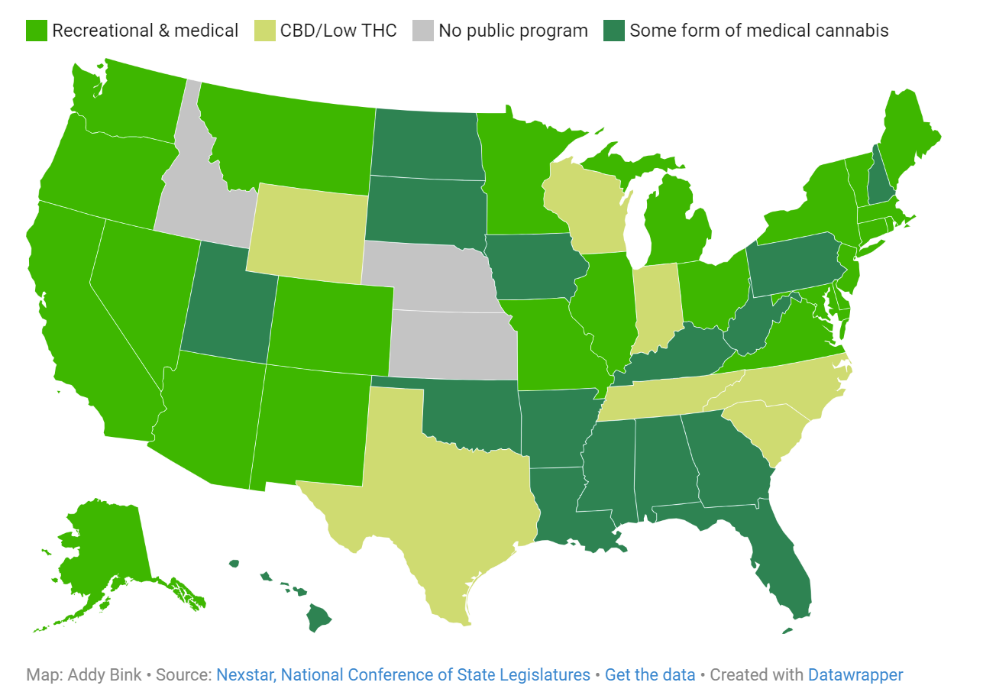 Recreational & medical CBD/Low THC No public program Some form of medical cannabis
Map: Addy Bink • Source: Nexstar, National Conference of State Legislatures • Get the data • Created with Datawrapper